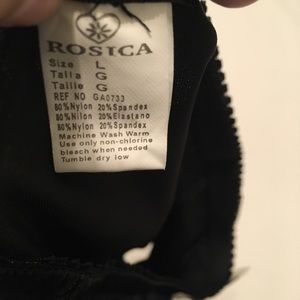 ROSICA
Size L
Talla G
Taille G
REF NO GA0733
80%Nylon 20%Spandex
80%Nilon 20%Elastano
80%Nylon 20%Spandex
Machine Wash Warm
Use only non-chlorine
bleach when needed
Tumble dry low